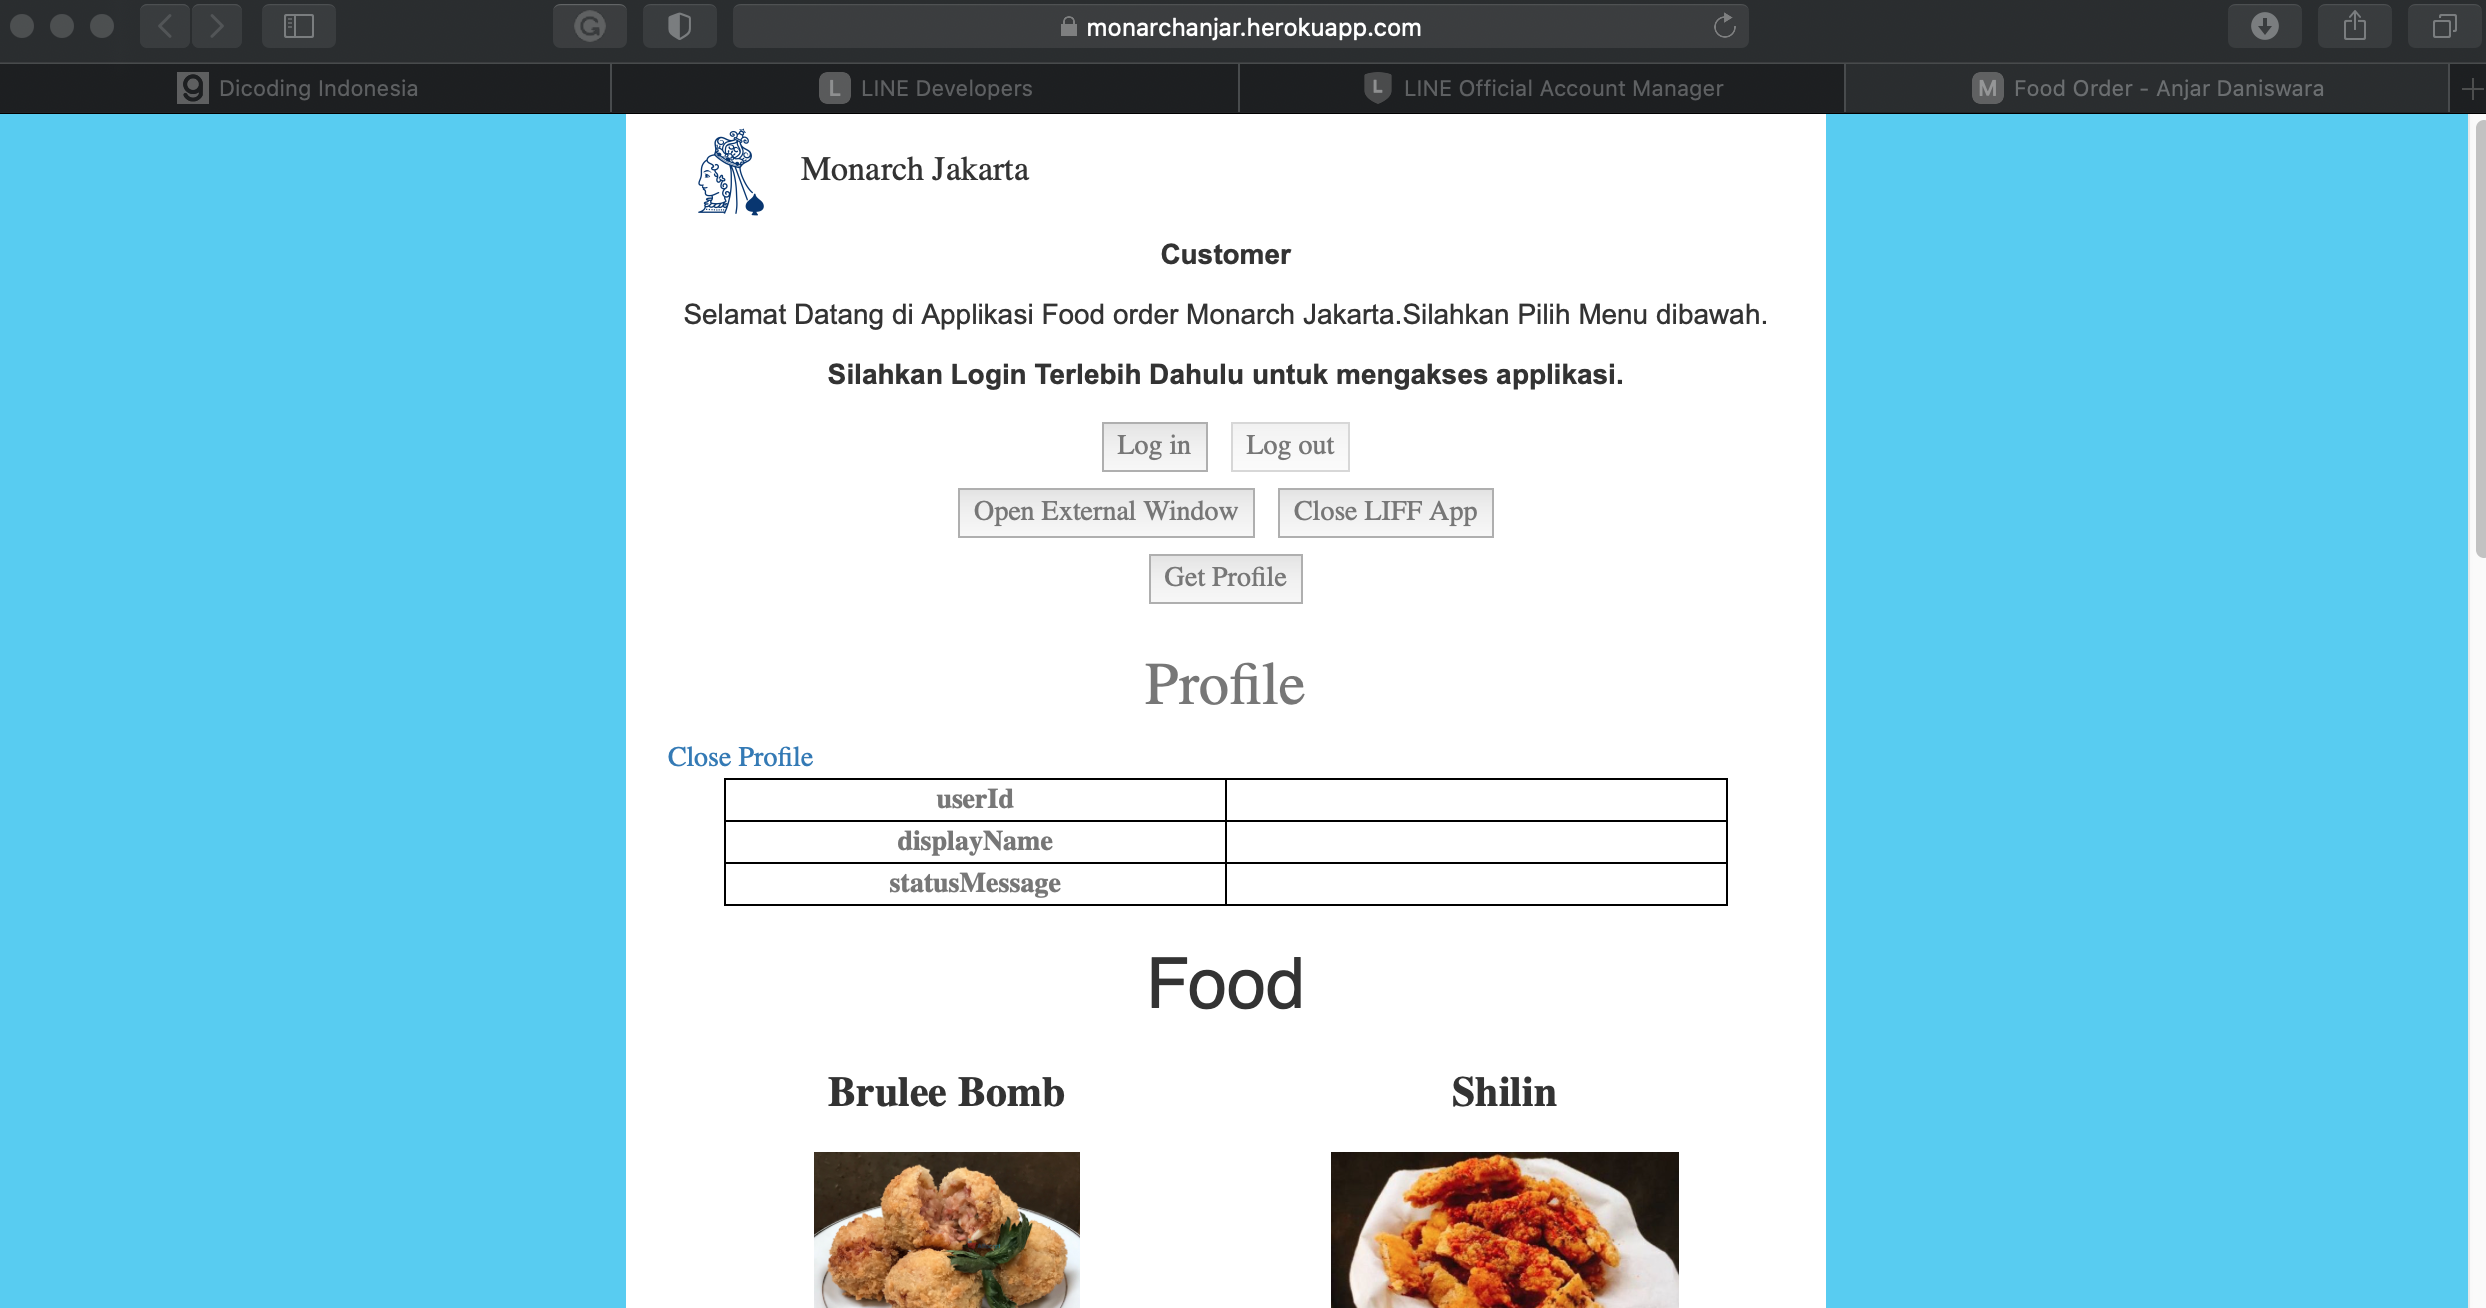 monarchanjar.herokuapp.com
Dicoding Indonesia
L LINE Developers
L LINE Official Account Manager
M Food Order - Anjar Daniswara
Monarch Jakarta
Customer
Selamat Datang di Applikasi Food order Monarch Jakarta.Silahkan Pilih Menu dibawah.
Silahkan Login Terlebih Dahulu untuk mengakses applikasi.
Log in Log out
Open External Window Close LIFF App
Get Profile
Profile
Close Profile
userId
displayName
statusMessage
Food
Brulee Bomb Shilin